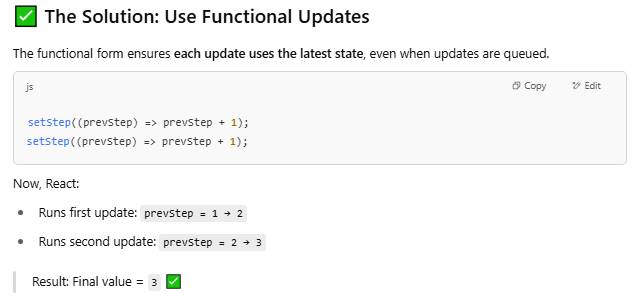 ✅ The Solution: Use Functional Updates
The functional form ensures each update uses the latest state, even when updates are queued.
js Copy Edit
setStep((prevStep) => prevStep + 1);
setStep((prevStep) => prevStep + 1);
Now, React:
• Runs first update: prevStep = 1 → 2
• Runs second update: prevStep = 2 → 3
Result: Final value = 3 ✅